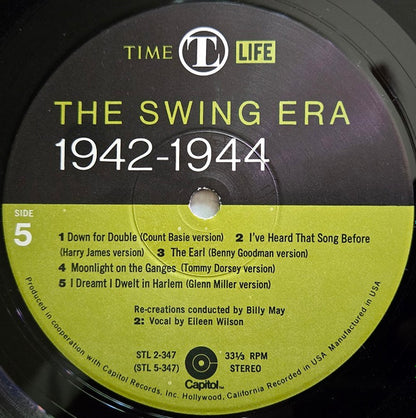 TIME TL LIFE
THE SWING ERA
1942-1944
SIDE
5
1 Down for Double (Count Basie version) 2 I've Heard That Song Before
(Harry James version) 3 The Earl (Benny Goodman version)
4 Moonlight on the Ganges (Tommy Dorsey version)
5 I Dreamt I Dwelt in Harlem (Glenn Miller version)
Re-creations conducted by Billy May
2: Vocal by Eileen Wilson
STL 2-347
(STL 5-347)
Capitol
33⅓ RPM
STEREO
Produced in cooperation with Capitol Records, Inc. Hollywood, California Recorded in USA Manufactured in USA